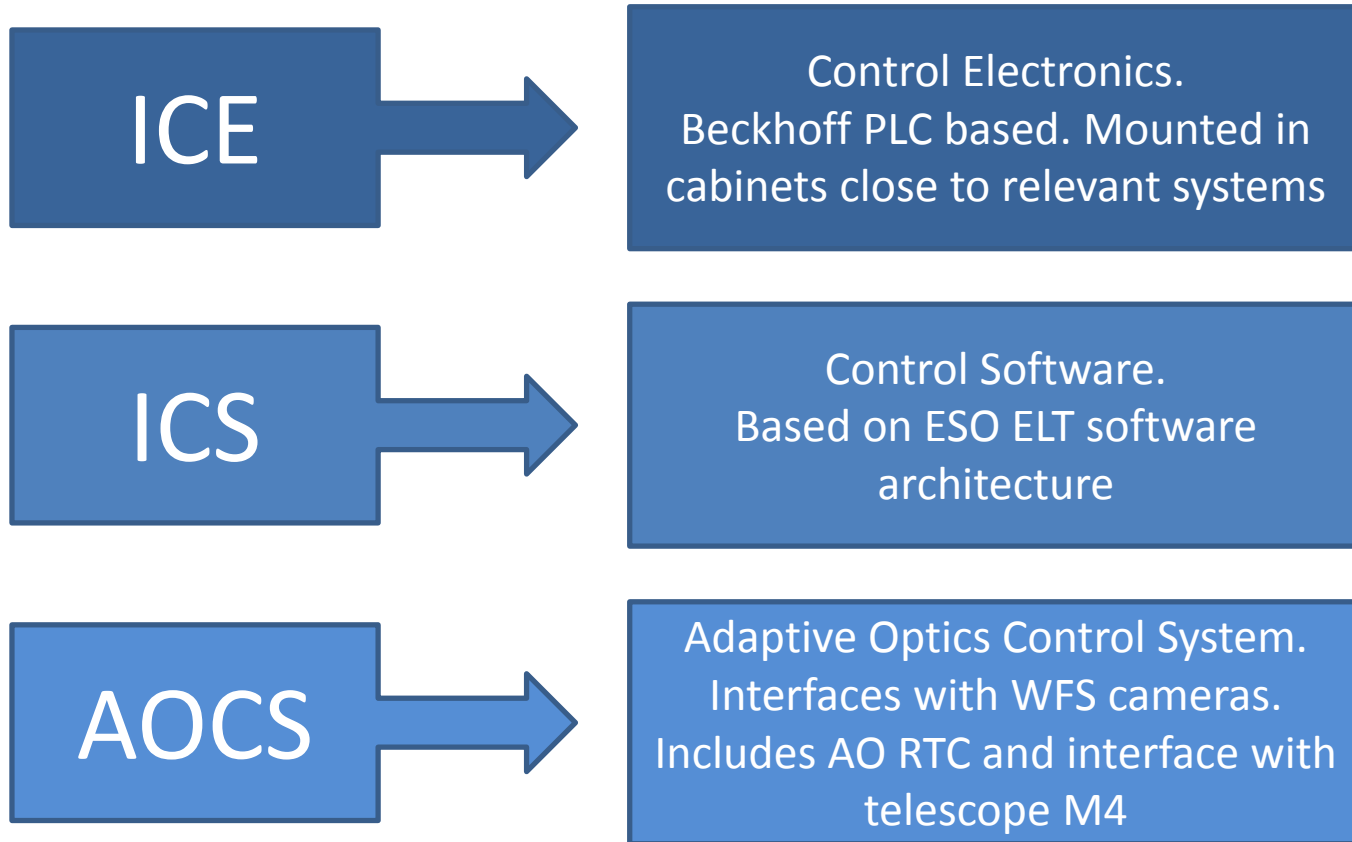 ICE
Control Electronics.
Beckhoff PLC based. Mounted in
cabinets close to relevant systems
ICS
Control Software.
Based on ESO ELT software
architecture
AOCS
Adaptive Optics Control System.
Interfaces with WFS cameras.
Includes AO RTC and interface with
telescope M4